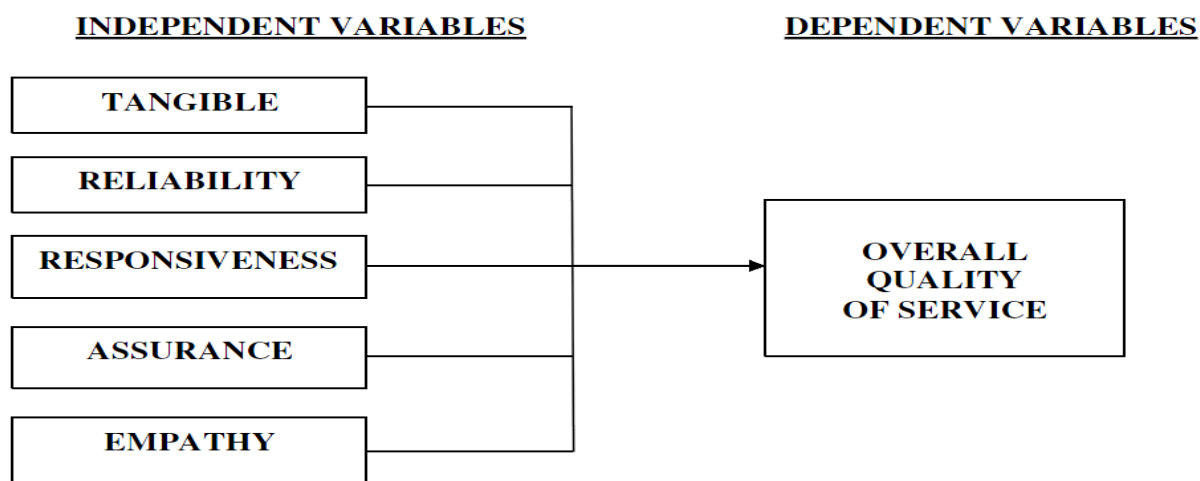 INDEPENDENT VARIABLES
DEPENDENT VARIABLES
TANGIBLE
RELIABILITY
RESPONSIVENESS
ASSURANCE
EMPATHY
OVERALL
QUALITY
OF SERVICE